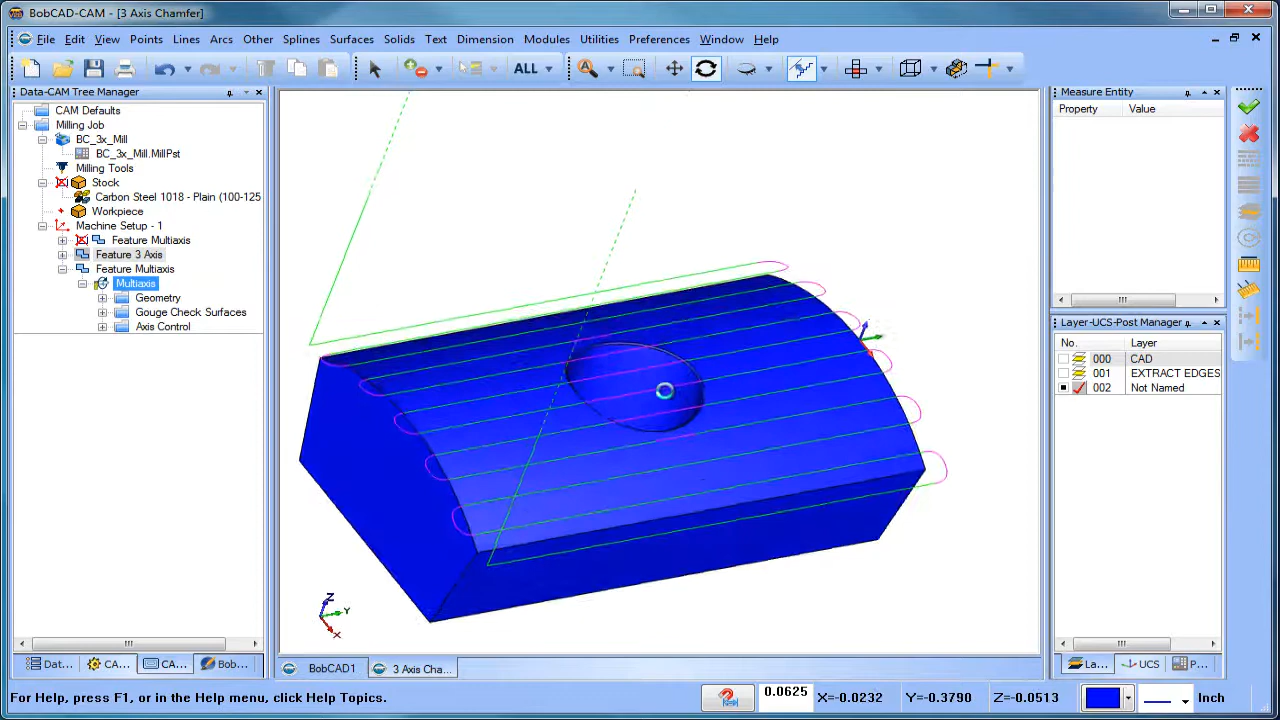 BobCAD-CAM - [3 Axis Chamfer]
File Edit View Points Lines Arcs Other Splines Surfaces Solids Text Dimension Modules Utilities Preferences Window Help
ALL
Data-CAM Tree Manager
CAM Defaults
Milling Job
BC_3x_Mill
BC_3x_Mill.MillPst
Milling Tools
Stock
Carbon Steel 1018 - Plain (100-125
Workpiece
Machine Setup - 1
Feature Multiaxis
Feature 3 Axis
Feature Multiaxis
Multiaxis
Geometry
Gouge Check Surfaces
Axis Control
Z
Y
X
Measure Entity
Property Value
Layer-UCS-Post Manager
No. Layer
000 CAD
001 EXTRACT EDGES
002 Not Named
Dat... CA... CA... Bob...
BobCAD1 3 Axis Cha...
La... UCS P...
For Help, press F1, or in the Help menu, click Help Topics.
0.0625 X=-0.0232 Y=-0.3790 Z=-0.0513 Inch